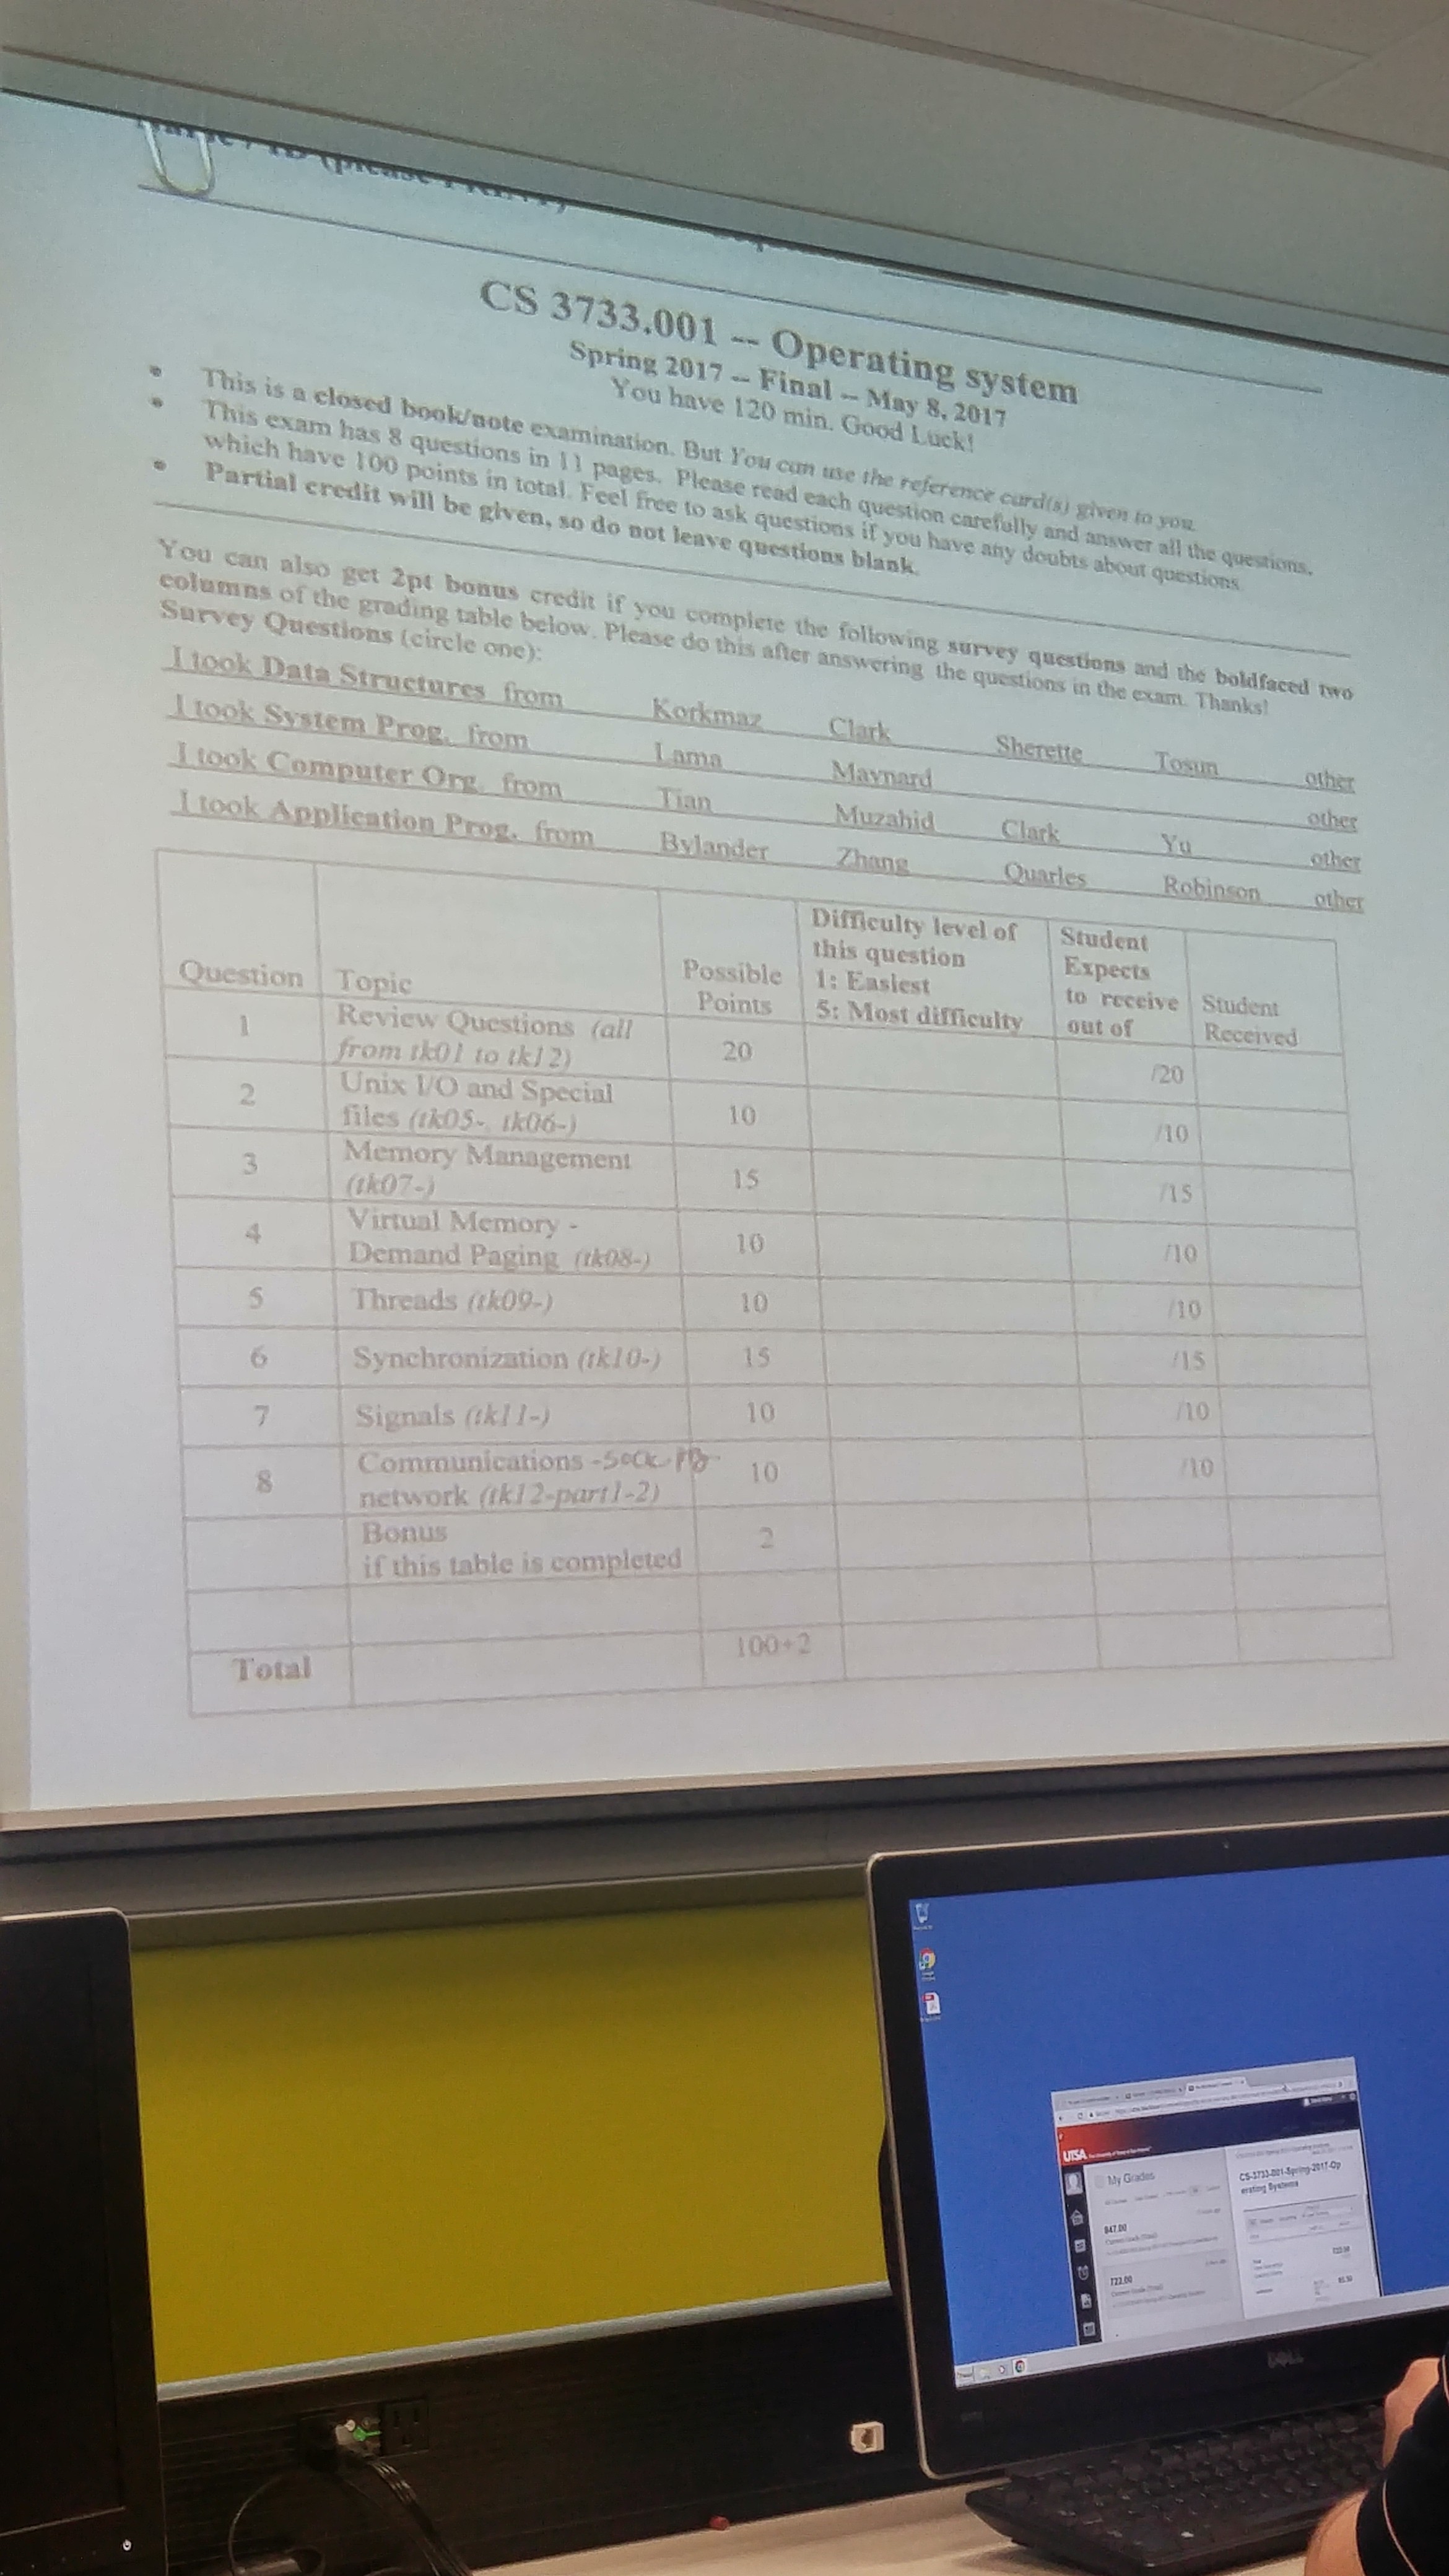 CS 3733.001 -- Operating system
Spring 2017 -- Final -- May 8, 2017
You have 120 min. Good Luck!
• This is a closed book/note examination. But You can use the reference card(s) given to you.
• This exam has 8 questions in 11 pages. Please read each question carefully and answer all the questions,
which have 100 points in total. Feel free to ask questions if you have any doubts about questions.
• Partial credit will be given, so do not leave questions blank.
You can also get 2pt bonus credit if you complete the following survey questions and the boldfaced two
columns of the grading table below. Please do this after answering the questions in the exam. Thanks!
Survey Questions (circle one):
I took Data Structures from Korkmaz Clark Sherette Tosun other
I took System Prog. from Lama Maynard other
I took Computer Org. from Tian Muzahid Clark Yu other
I took Application Prog. from Bylander Zhang Quarles Robinson other
Question Topic Possible Points Difficulty level of this question 1: Easiest 5: Most difficulty Student Expects to receive out of Student Received
1 Review Questions (all from tk01 to tk12) 20 /20
2 Unix I/O and Special files (tk05-, tk06-) 10 /10
3 Memory Management (tk07-) 15 /15
4 Virtual Memory - Demand Paging (tk08-) 10 /10
5 Threads (tk09-) 10 /10
6 Synchronization (tk10-) 15 /15
7 Signals (tk11-) 10 /10
8 Communications - network (tk12-part1-2) 10 /10
Bonus if this table is completed 2
Total 100+2
UTSA
My Grades
847.00
722.00
CS-3733-001-Spring-2017-Op
erating Systems
DELL